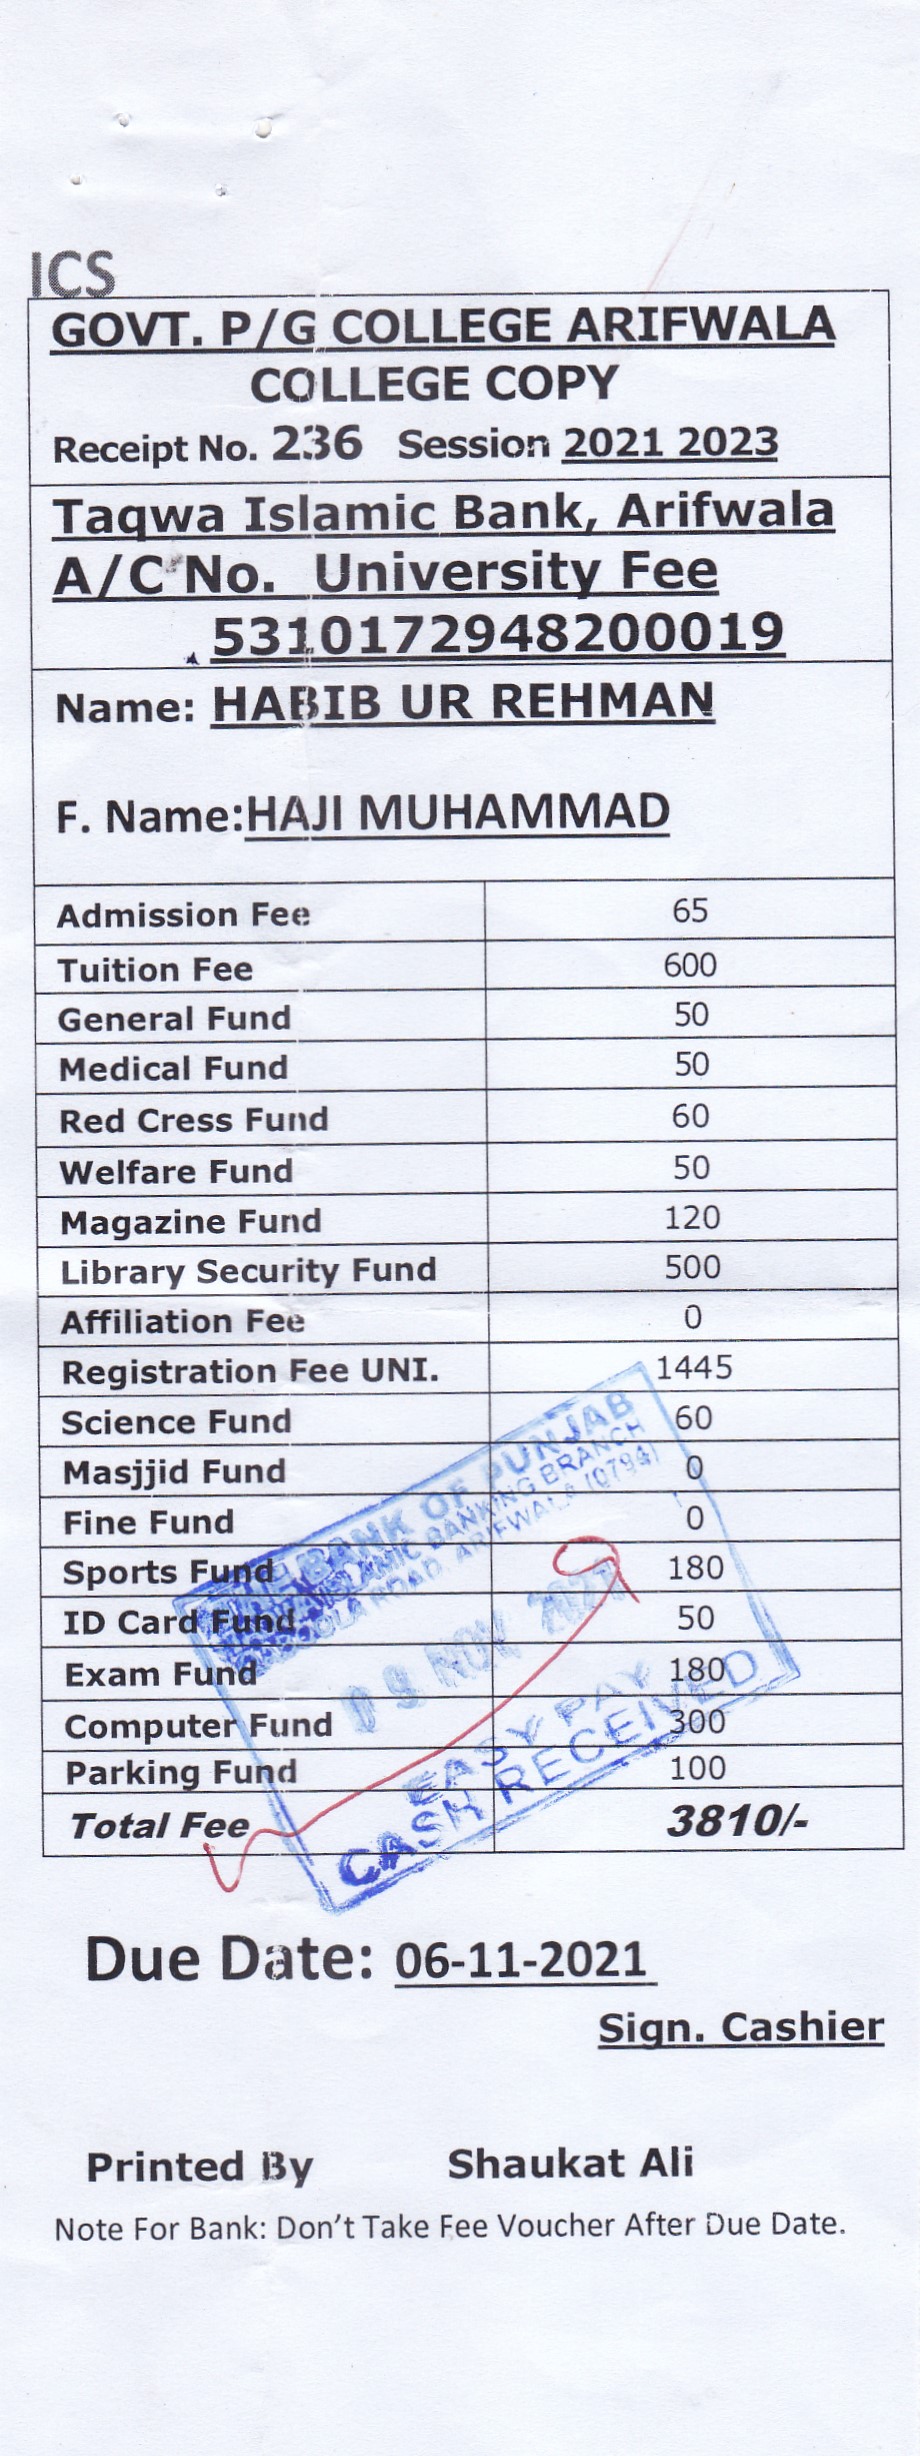 ICS
GOVT. P/G COLLEGE ARIFWALA
COLLEGE COPY
Receipt No. 236 Session 2021 2023
Taqwa Islamic Bank, Arifwala
A/C No. University Fee
5310172948200019
Name: HABIB UR REHMAN
F. Name:HAJI MUHAMMAD
Admission Fee 65
Tuition Fee 600
General Fund 50
Medical Fund 50
Red Cress Fund 60
Welfare Fund 50
Magazine Fund 120
Library Security Fund 500
Affiliation Fee 0
Registration Fee UNI. 1445
Science Fund 60
Masjjid Fund 0
Fine Fund 0
Sports Fund 180
ID Card Fund 50
Exam Fund 180
Computer Fund 300
Parking Fund 100
Total Fee 3810/-
THE BANK OF PUNJAB
ISLAMIC BANKING BRANCH
ROAD, ARIFWALA (0794)
09 NOV 2021
EASY PAY
CASH RECEIVED
Due Date: 06-11-2021
Sign. Cashier
Printed By Shaukat Ali
Note For Bank: Don't Take Fee Voucher After Due Date.